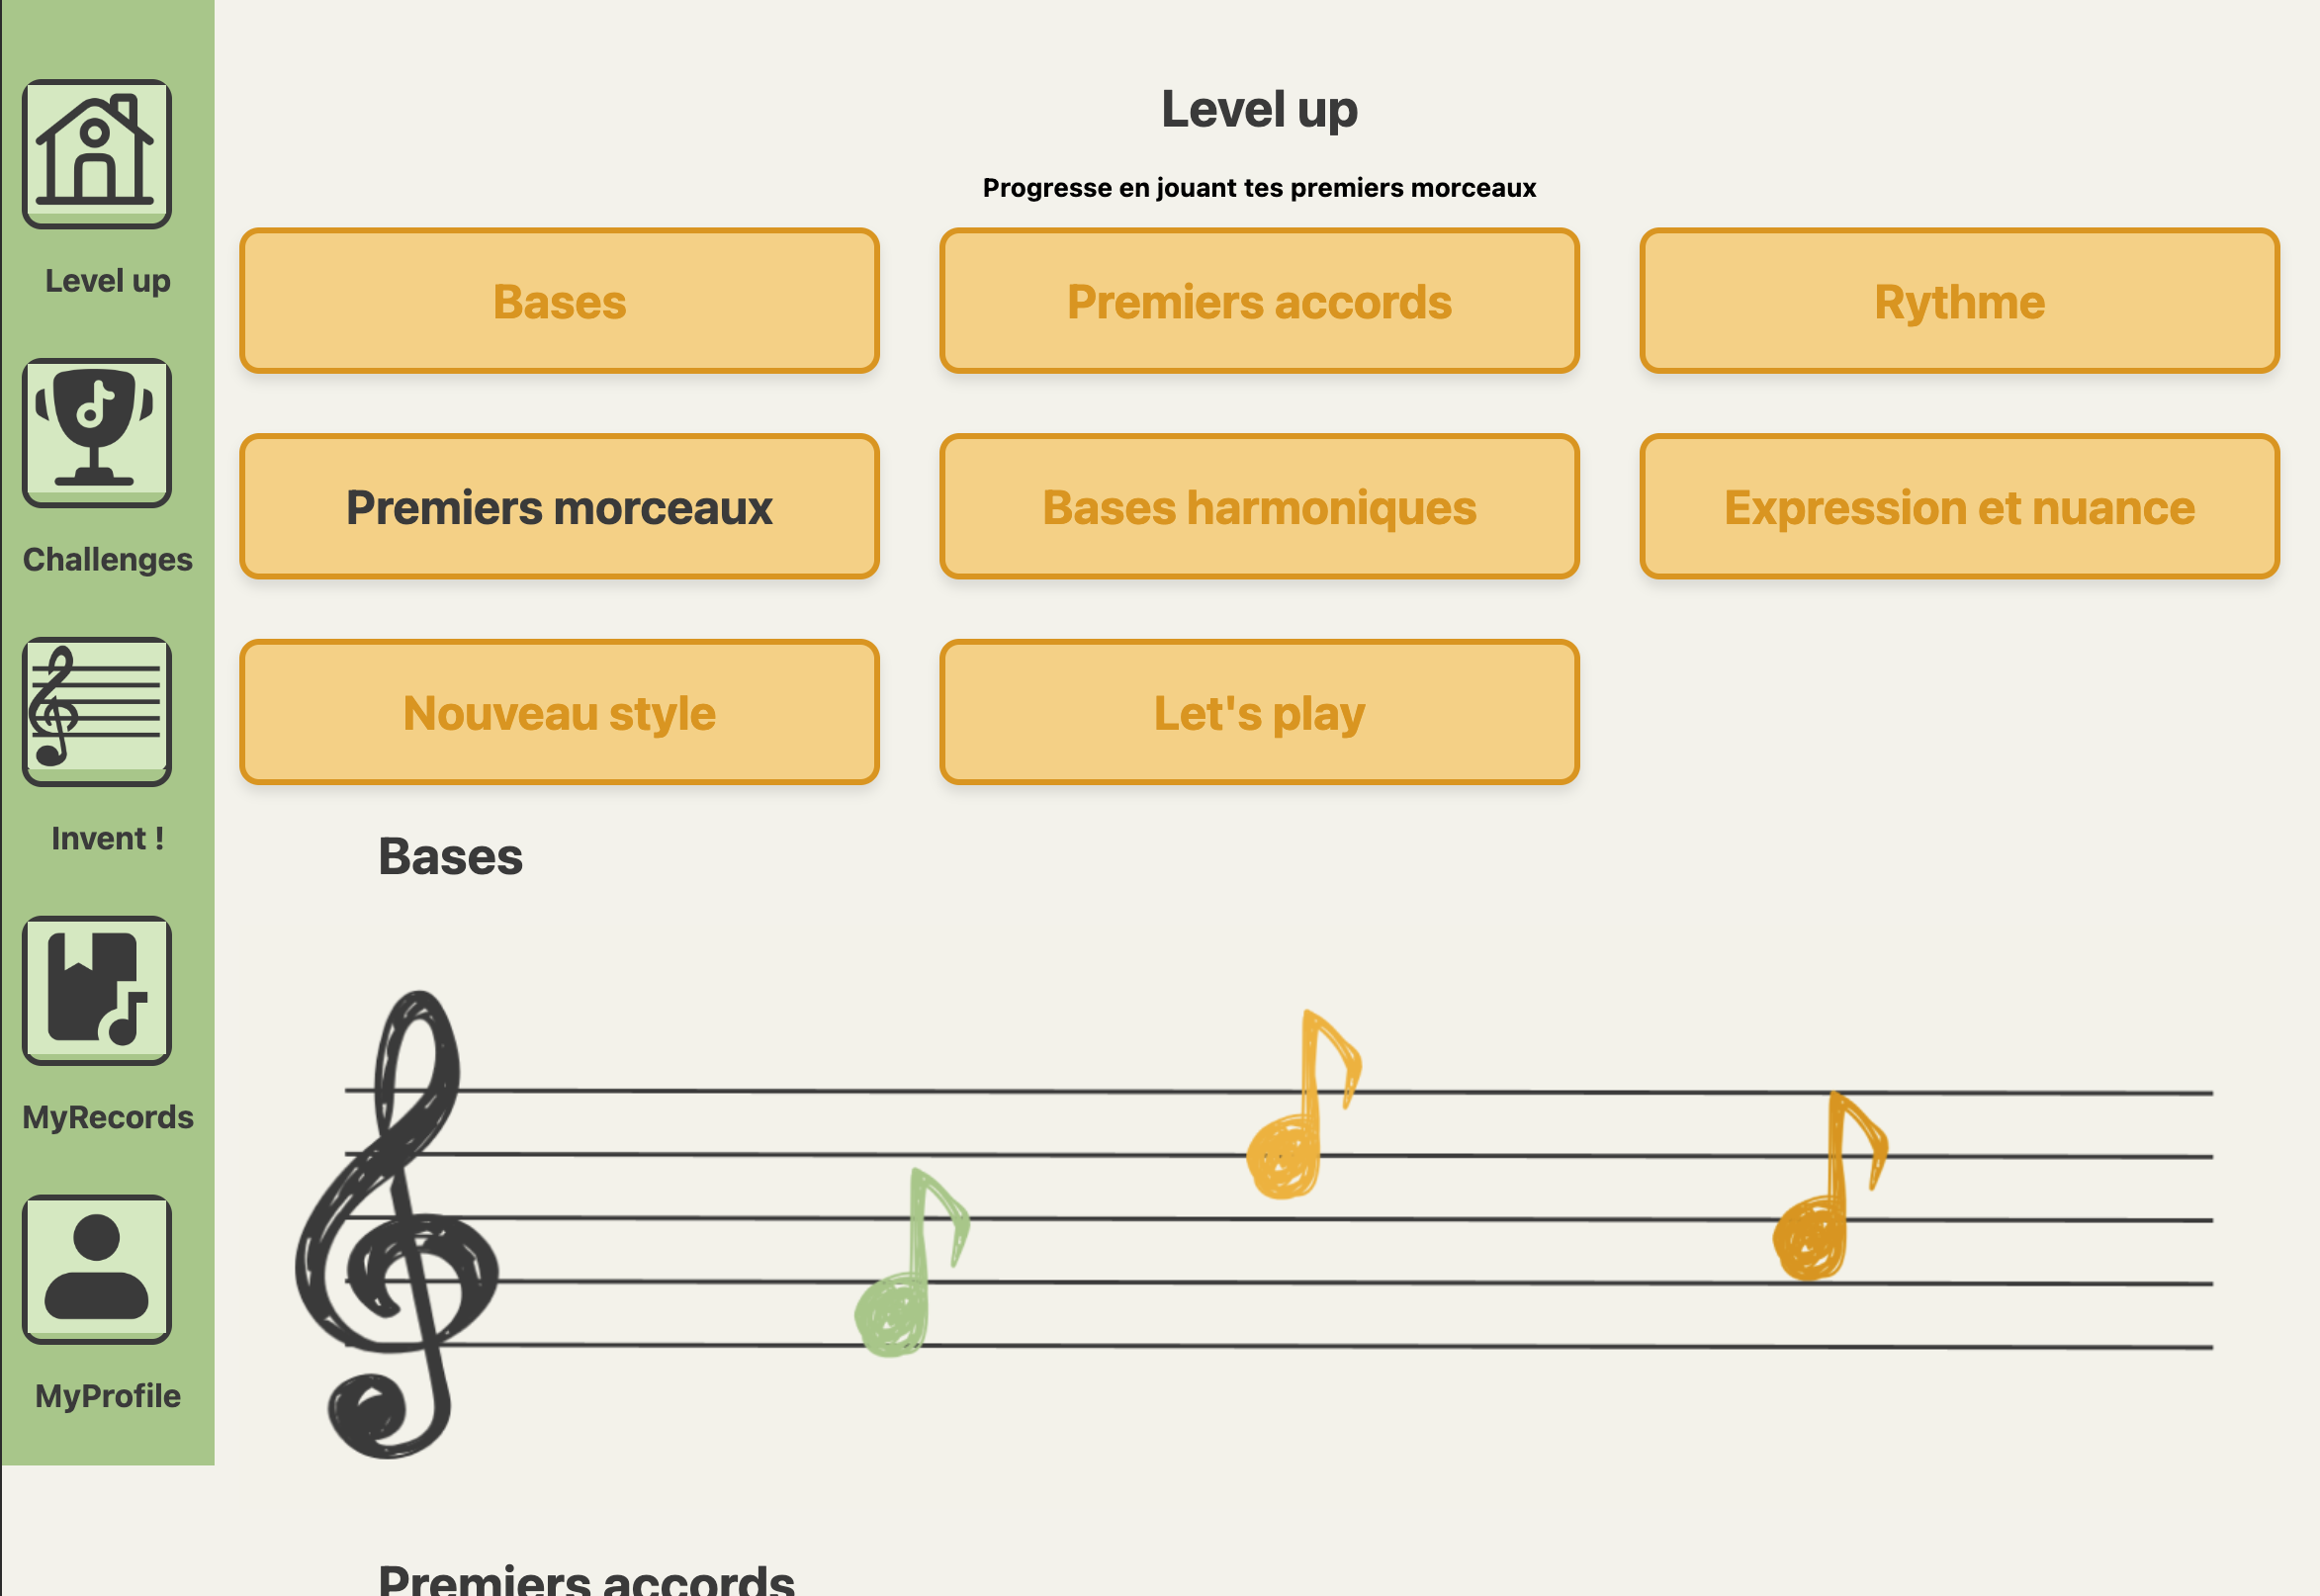 Level up
Challenges
Invent !
MyRecords
MyProfile
Level up
Progresse en jouant tes premiers morceaux
Bases
Premiers accords
Rythme
Premiers morceaux
Bases harmoniques
Expression et nuance
Nouveau style
Let's play
Bases
Premiers accords